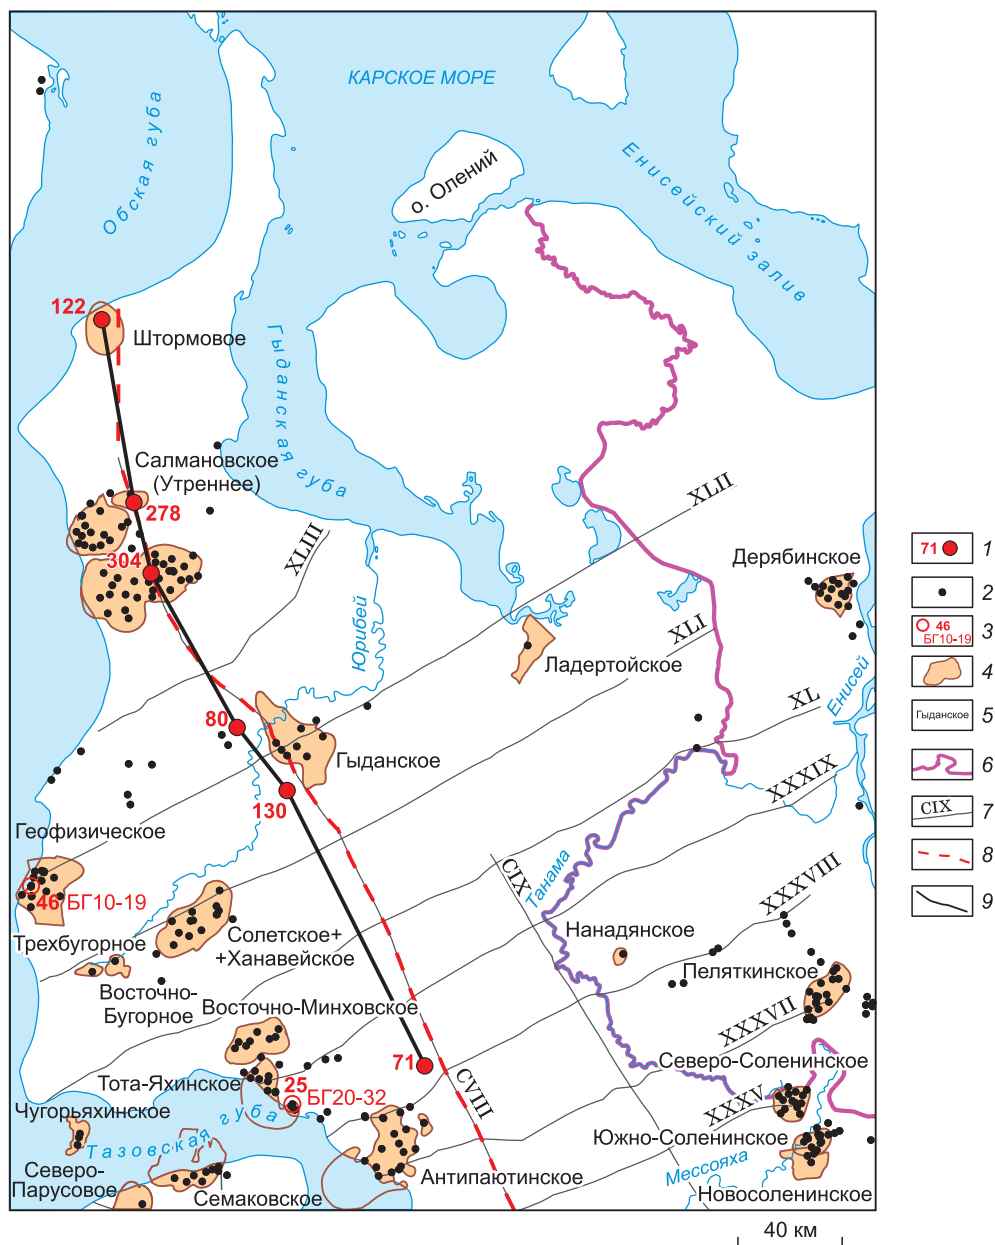 КАРСКОЕ МОРЕ
Обская губа
о. Олений
Енисейский залив
122
Штормовое
Гыданская губа
Салмановское
(Утреннее)
278
XLII
XLIII
304
Дерябинское
Юрибей
XLI
Ладертойское
Енисей
XL
80
Гыданское
XXXIX
130
Геофизическое
CIX
Танама
XXXVIII
46 БГ10-19
Солетское+
+Ханавейское
Нанадянское
Трехбугорное
Пеляткинское
Восточно-
Бугорное
Восточно-Минховское
XXXVII
71
Северо-Соленинское
CVIII
Тота-Яхинское
25
БГ20-32
XXXV
Чугорьяхинское
Тазовская губа
Южно-Соленинское
Мессояха
Северо-
Парусовое
Семаковское
Антипаютинское
Новосоленинское
40 км
71 1
2
46
БГ10-19 3
4
Гыданское 5
6
CIX 7
8
9